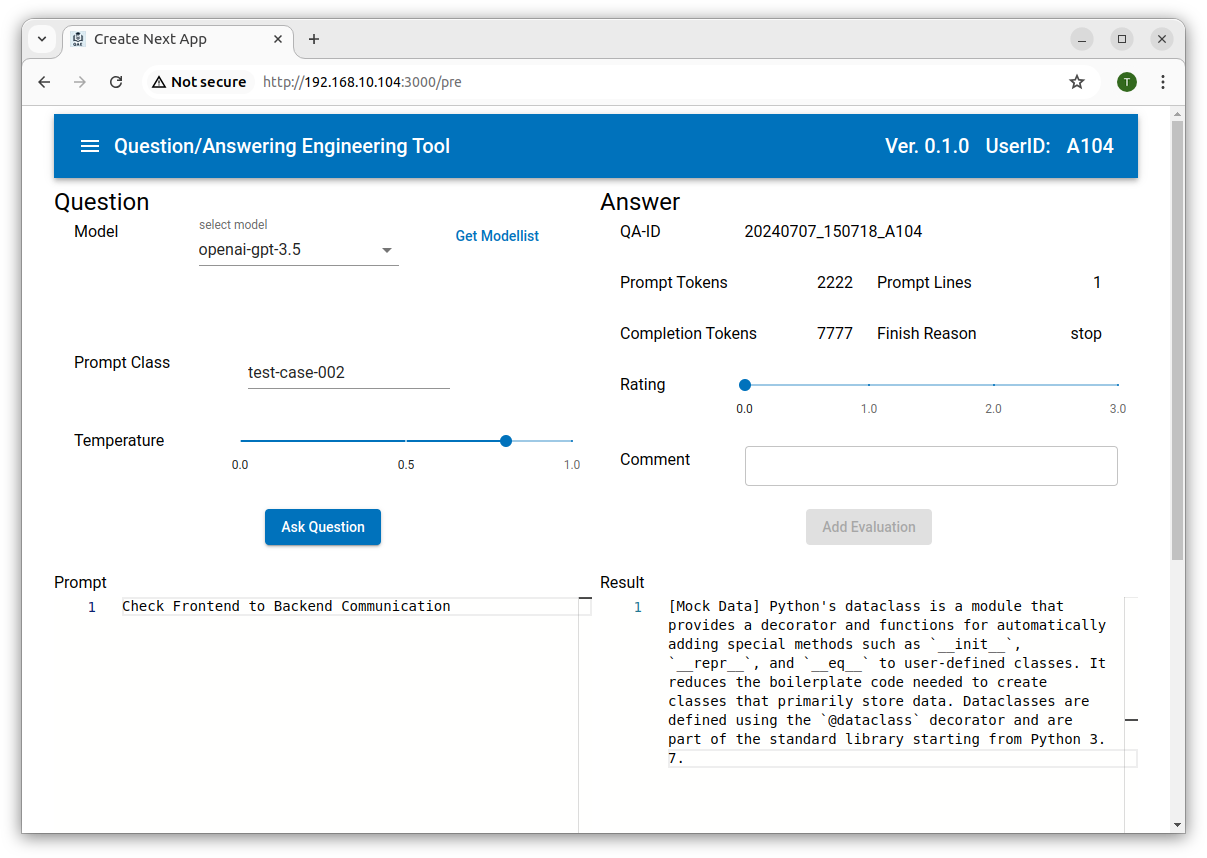 Create Next App
Not secure http://192.168.10.104:3000/pre
T
Question/Answering Engineering Tool Ver. 0.1.0 UserID: A104
Question
Model
select model
openai-gpt-3.5
Get Modellist
Prompt Class
test-case-002
Temperature
0.0 0.5 1.0
Ask Question
Answer
QA-ID 20240707_150718_A104
Prompt Tokens 2222 Prompt Lines 1
Completion Tokens 7777 Finish Reason stop
Rating
0.0 1.0 2.0 3.0
Comment
Add Evaluation
Prompt
1 Check Frontend to Backend Communication
Result
1 [Mock Data] Python's dataclass is a module that
provides a decorator and functions for automatically
adding special methods such as `__init__`,
`__repr__`, and `__eq__` to user-defined classes. It
reduces the boilerplate code needed to create
classes that primarily store data. Dataclasses are
defined using the `@dataclass` decorator and are
part of the standard library starting from Python 3.
7.